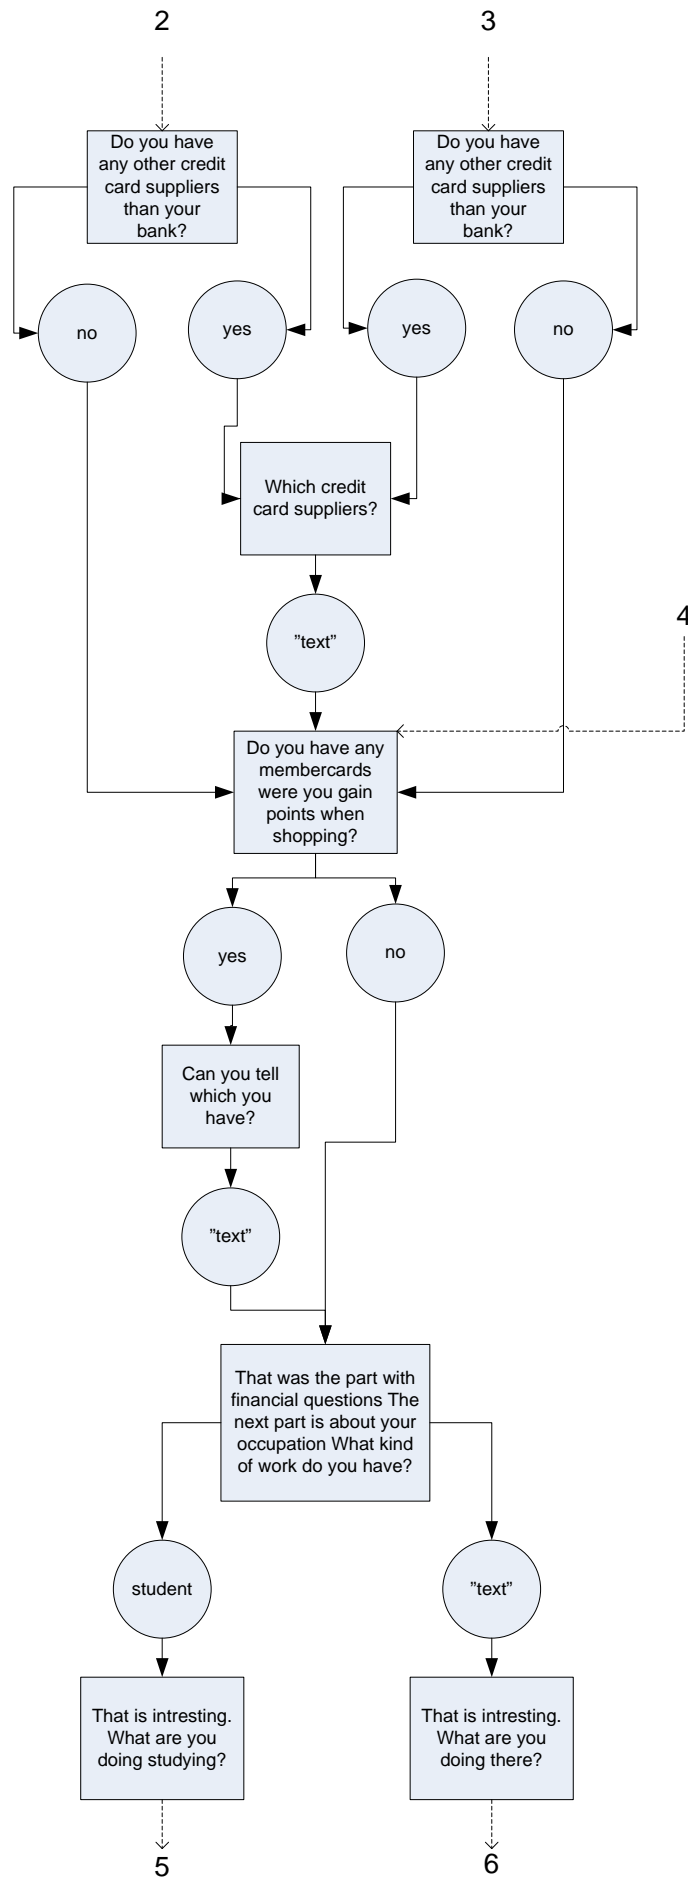 2
3
Do you have
any other credit
card suppliers
than your
bank?
Do you have
any other credit
card suppliers
than your
bank?
no
yes
yes
no
Which credit
card suppliers?
”text”
4
Do you have any
membercards
were you gain
points when
shopping?
yes
no
Can you tell
which you
have?
”text”
That was the part with
financial questions The
next part is about your
occupation What kind
of work do you have?
student
”text”
That is intresting.
What are you
doing studying?
That is intresting.
What are you
doing there?
5
6